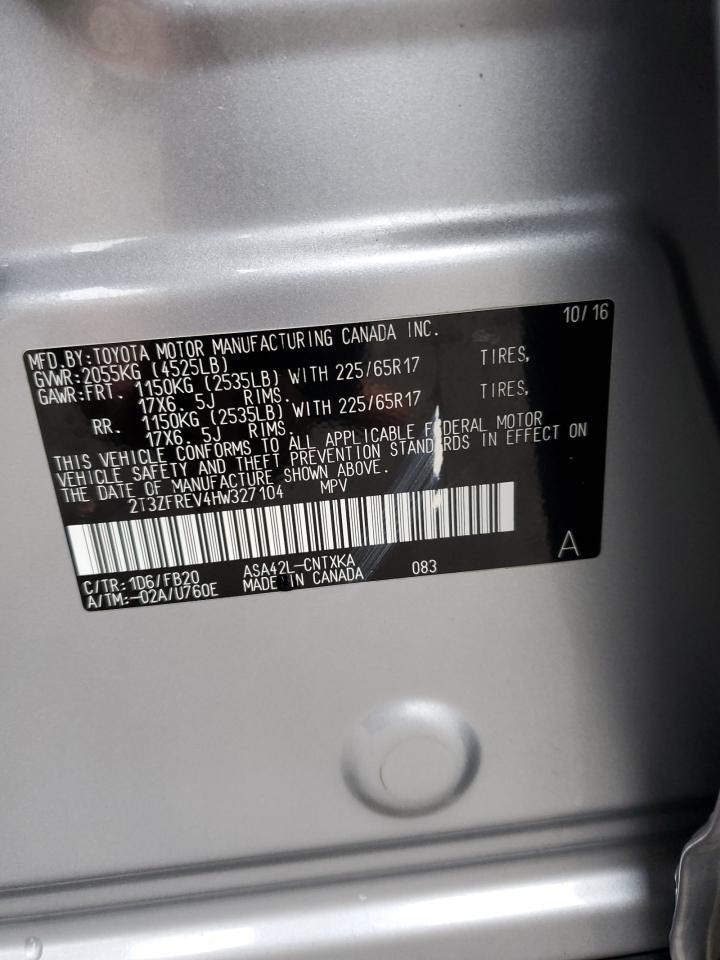 10/16
MFD.BY:TOYOTA MOTOR MANUFACTURING CANADA INC.
GVWR:2055KG (4525LB)
GAWR:FRT. 1150KG (2535LB) WITH 225/65R17 TIRES,
17X6.5J RIMS.
RR. 1150KG (2535LB) WITH 225/65R17 TIRES,
17X6.5J RIMS.
THIS VEHICLE CONFORMS TO ALL APPLICABLE FEDERAL MOTOR
VEHICLE SAFETY AND THEFT PREVENTION STANDARDS IN EFFECT ON
THE DATE OF MANUFACTURE SHOWN ABOVE.
2T3ZFREV4HW327104 MPV
C/TR:1D6/FB20 ASA42L-CNTXKA 083 A
A/TM:-02A/U760E MADE IN CANADA